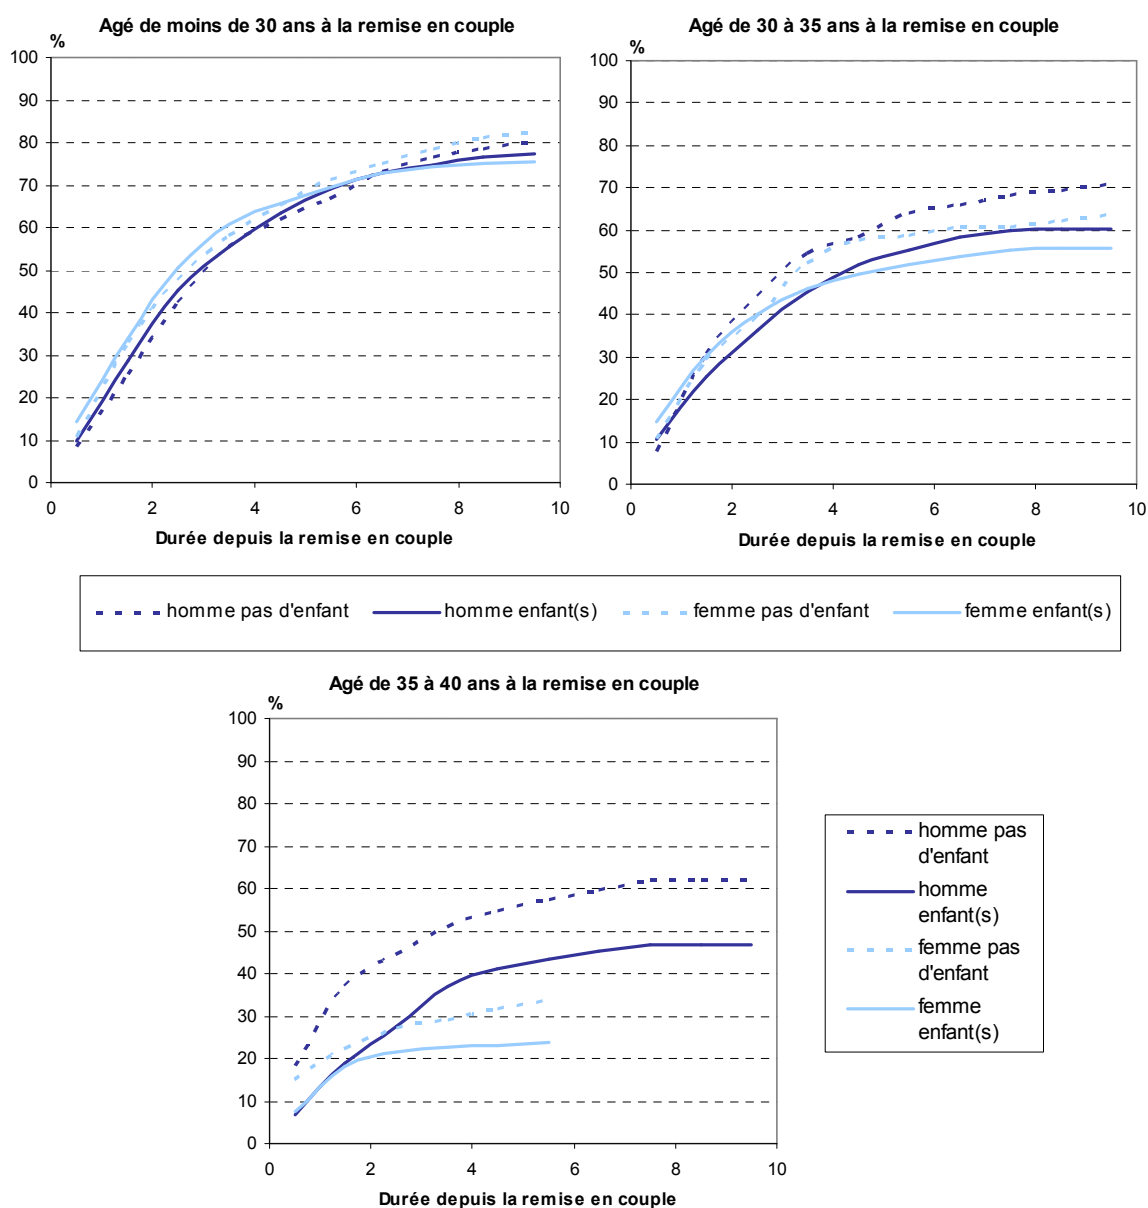 Agé de moins de 30 ans à la remise en couple
%
100
90
80
70
60
50
40
30
20
10
0
0 2 4 6 8 10
Durée depuis la remise en couple
Agé de 30 à 35 ans à la remise en couple
%
100
90
80
70
60
50
40
30
20
10
0
0 2 4 6 8 10
Durée depuis la remise en couple
homme pas d'enfant homme enfant(s) femme pas d'enfant femme enfant(s)
Agé de 35 à 40 ans à la remise en couple
%
100
90
80
70
60
50
40
30
20
10
0
0 2 4 6 8 10
Durée depuis la remise en couple
homme pas
d'enfant
homme
enfant(s)
femme pas
d'enfant
femme
enfant(s)